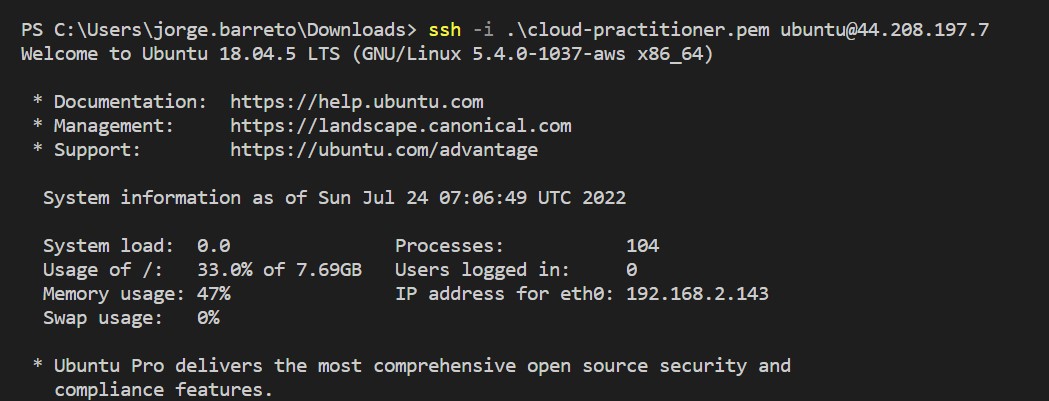 PS C:\Users\jorge.barreto\Downloads> ssh -i .\cloud-practitioner.pem ubuntu@44.208.197.7
Welcome to Ubuntu 18.04.5 LTS (GNU/Linux 5.4.0-1037-aws x86_64)

 * Documentation:  https://help.ubuntu.com
 * Management:     https://landscape.canonical.com
 * Support:        https://ubuntu.com/advantage

  System information as of Sun Jul 24 07:06:49 UTC 2022

  System load:  0.0               Processes:           104
  Usage of /:   33.0% of 7.69GB   Users logged in:     0
  Memory usage: 47%               IP address for eth0: 192.168.2.143
  Swap usage:   0%

 * Ubuntu Pro delivers the most comprehensive open source security and
   compliance features.